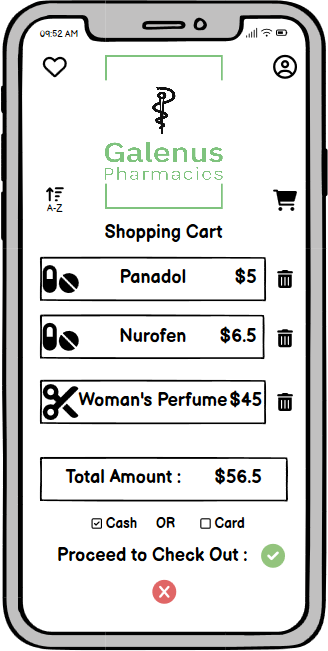 09:52 AM
Galenus
Pharmacics
A-Z
Shopping Cart
Panadol $5
Nurofen $6.5
Woman's Perfume $45
Total Amount : $56.5
Cash OR Card
Proceed to Check Out :
X